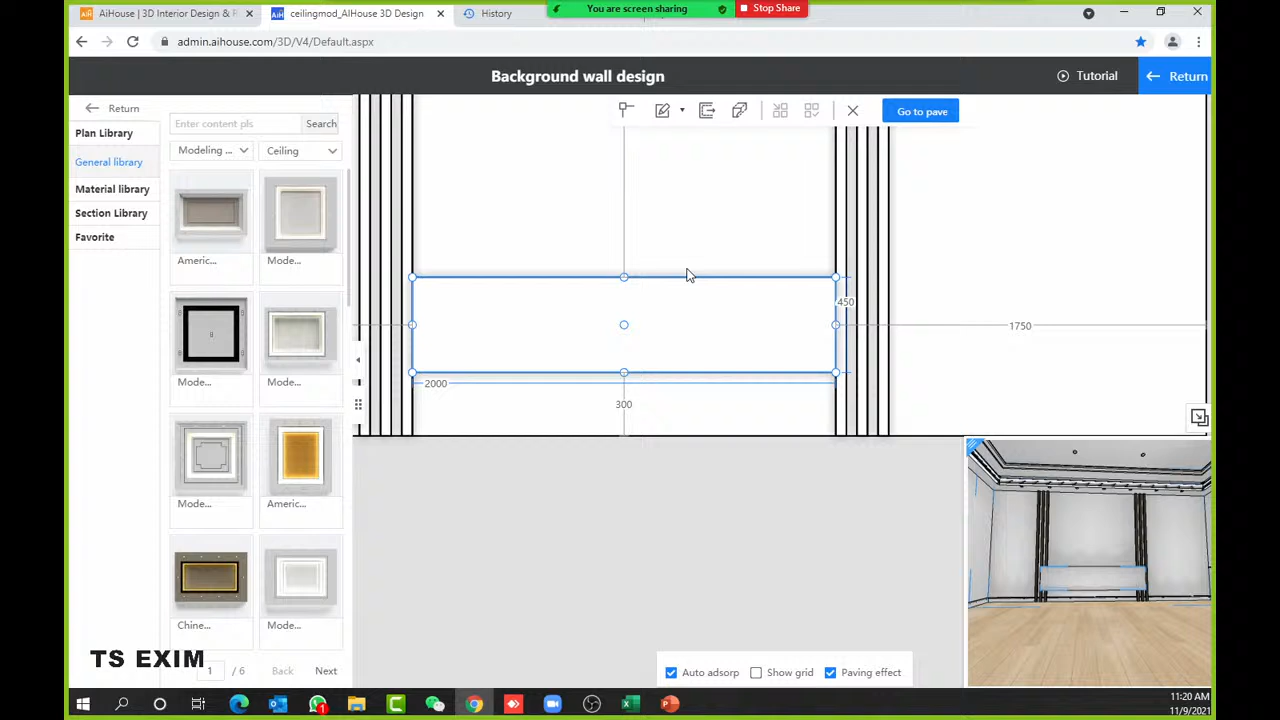 You are screen sharing
Stop Share
AiHouse | 3D Interior Design & R
ceilingmod_AIHouse 3D Design
History
admin.aihouse.com/3D/V4/Default.aspx
Background wall design
Tutorial
Return
Return
Plan Library
General library
Material library
Section Library
Favorite
Enter content pls
Search
Modeling ...
Ceiling
Americ...
Mode...
Mode...
Mode...
Mode...
Americ...
Chine...
Mode...
1 / 6
Back
Next
Go to pave
450
1750
2000
300
Auto adsorp
Show grid
Paving effect
TS EXIM
1
11:20 AM
11/9/2021